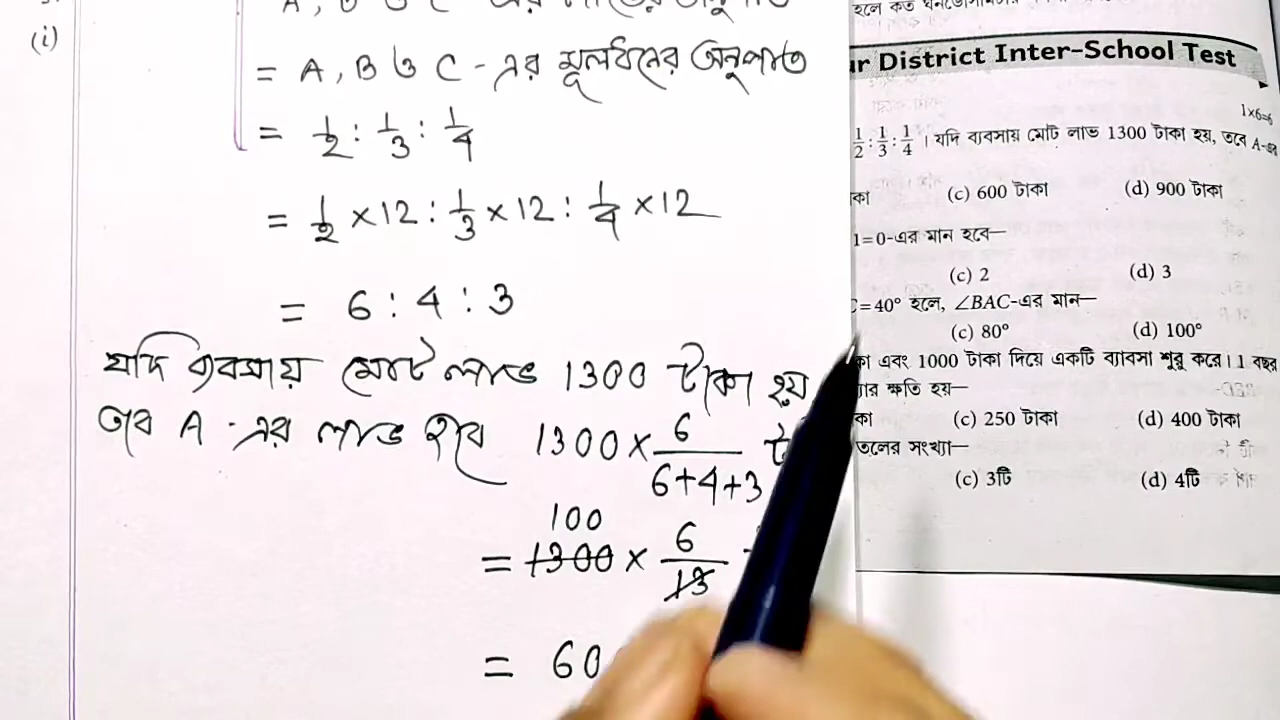 (i)
= A, B ও C - এর মূলধনের অনুপাত
= 1/2 : 1/3 : 1/4
= 1/2 × 12 : 1/3 × 12 : 1/4 × 12
= 6 : 4 : 3
যদি ব্যবসায় মোট লাভ 1300 টাকা হয়
তবে A - এর লাভ হবে 1300 × 6/(6+4+3)
100
= 1300 × 6/13
= 60
ur District Inter-School Test
1×6=6
1/2 : 1/3 : 1/4 । যদি ব্যবসায় মোট লাভ 1300 টাকা হয়, তবে A-এর
(c) 600 টাকা (d) 900 টাকা
1=0-এর মান হবে—
(c) 2 (d) 3
C=40° হলে, ∠BAC-এর মান—
(c) 80° (d) 100°
কা এবং 1000 টাকা দিয়ে একটি ব্যাবসা শুরু করে। 1 বছর
ক্ষতি হয়—
কা (c) 250 টাকা (d) 400 টাকা
তলের সংখ্যা—
(c) 3টি (d) 4টি